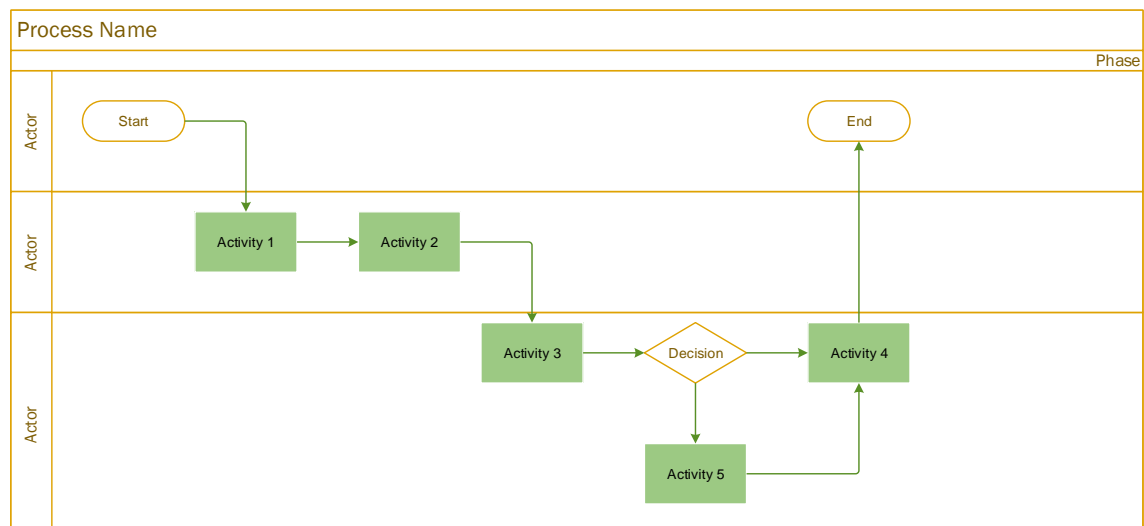 Process Name
Phase
Actor
Start
End
Actor
Activity 1
Activity 2
Actor
Activity 3
Decision
Activity 4
Activity 5